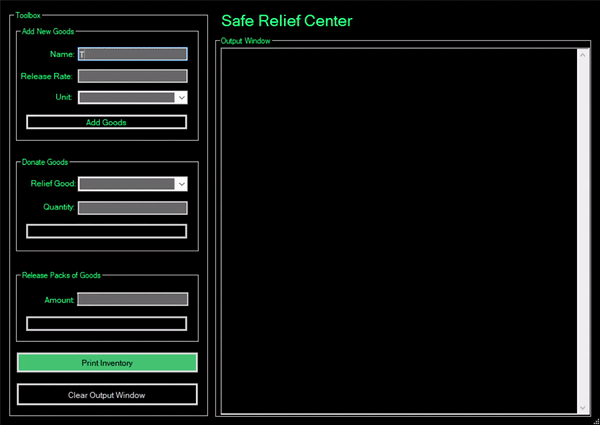 Toolbox
Add New Goods
Name: T
Release Rate:
Unit:
Add Goods
Donate Goods
Relief Good:
Quantity:
Release Packs of Goods
Amount:
Print Inventory
Clear Output Window
Safe Relief Center
Output Window